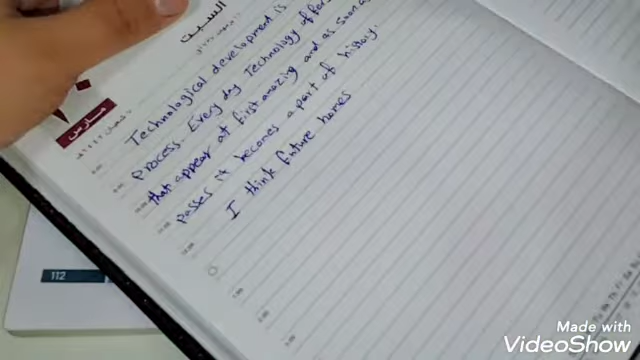 السبت
مارس
Technological development is
process. Every day Technology offers
that appear at first amazing and as soon as
passes it becomes a part of history.
I think future homes
112
Made with
VideoShow